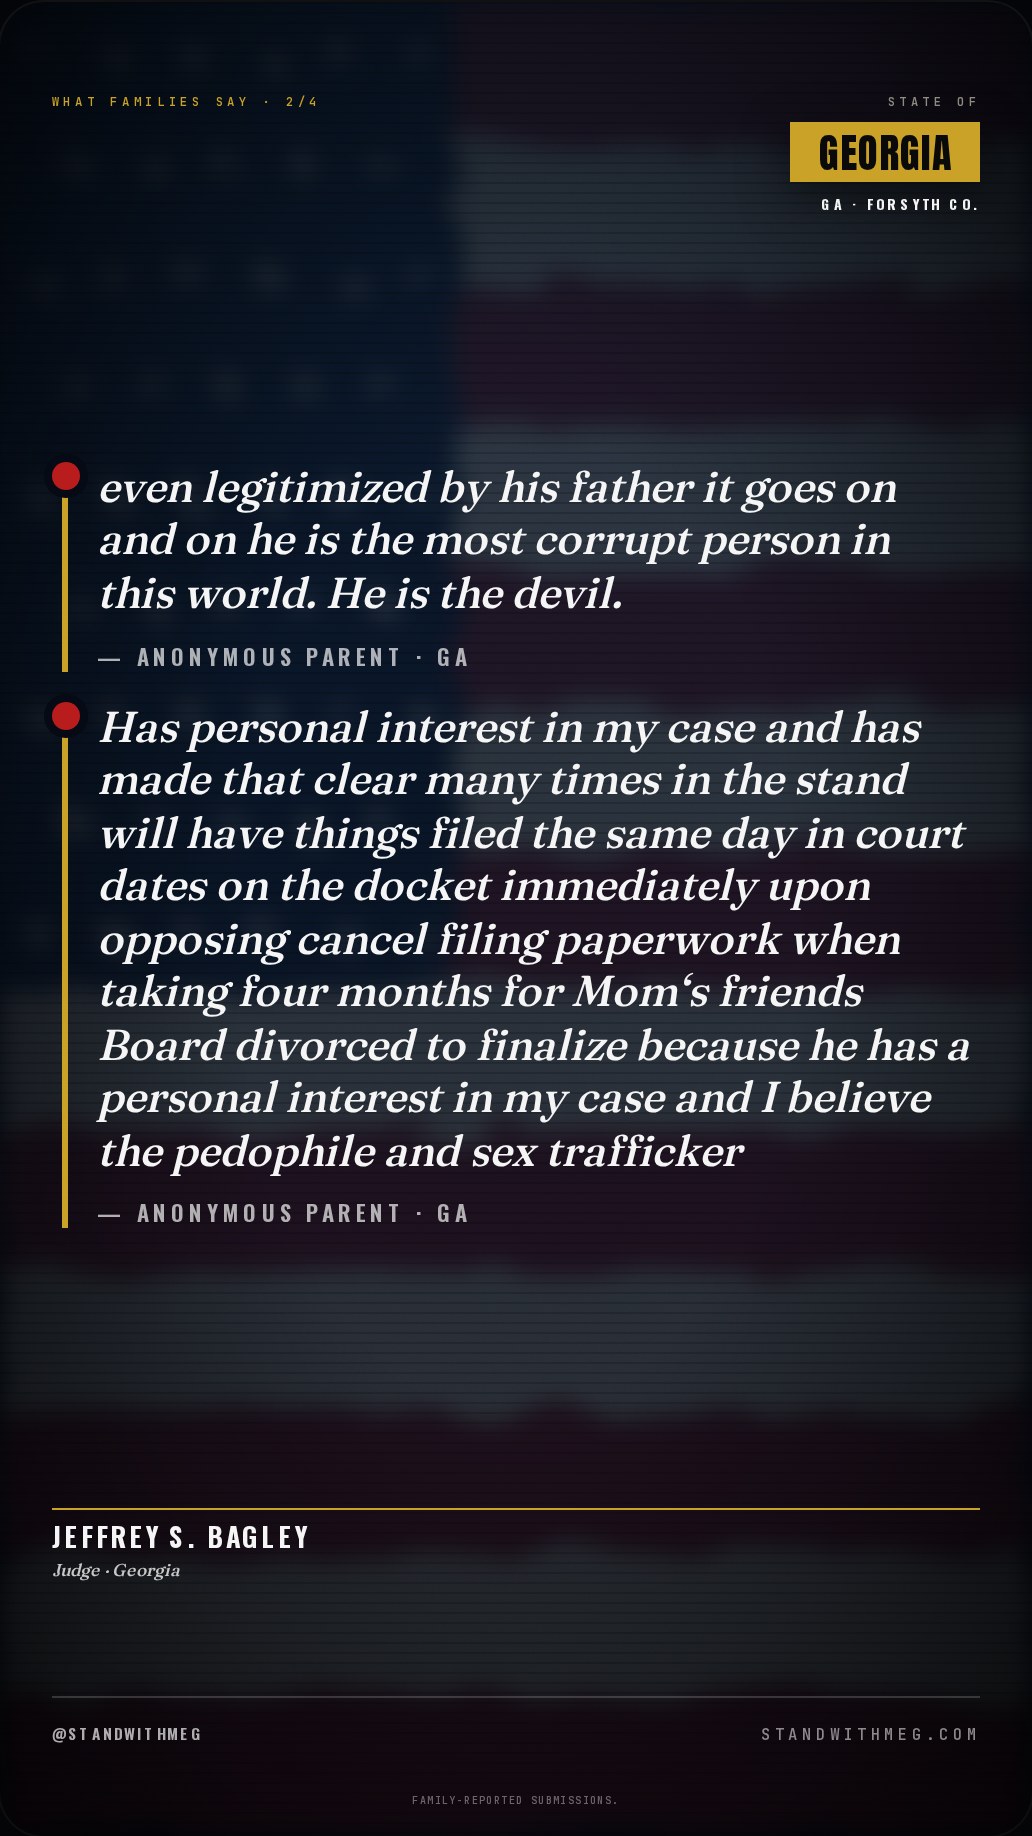 WHAT FAMILIES SAY · 2/4
STATE OF
GEORGIA
GA · FORSYTH CO.
even legitimized by his father it goes on
and on he is the most corrupt person in
this world. He is the devil.
— ANONYMOUS PARENT · GA
Has personal interest in my case and has
made that clear many times in the stand
will have things filed the same day in court
dates on the docket immediately upon
opposing cancel filing paperwork when
taking four months for Mom‘s friends
Board divorced to finalize because he has a
personal interest in my case and I believe
the pedophile and sex trafficker
— ANONYMOUS PARENT · GA
JEFFREY S. BAGLEY
Judge · Georgia
@STANDWITHMEG
STANDWITHMEG.COM
FAMILY-REPORTED SUBMISSIONS.